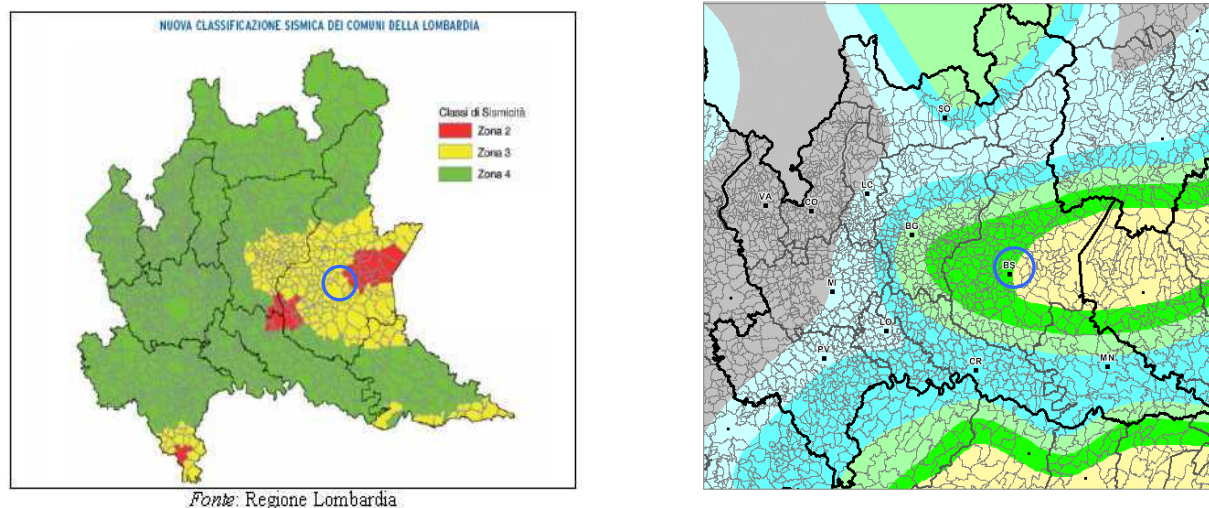 NUOVA CLASSIFICAZIONE SISMICA DEI COMUNI DELLA LOMBARDIA
Classi di Sismicità
Zona 2
Zona 3
Zona 4
Fonte: Regione Lombardia
SO
LC
VA
CO
BG
BS
MI
LO
PV
CR
MN